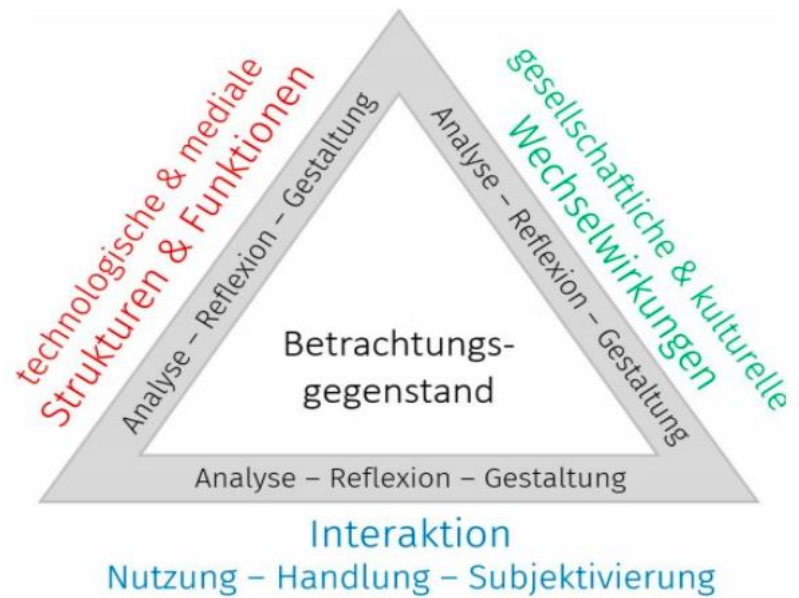 technologische & mediale
Strukturen & Funktionen
Analyse – Reflexion – Gestaltung
gesellschaftliche & kulturelle
Wechselwirkungen
Analyse – Reflexion – Gestaltung
Betrachtungs-
gegenstand
Analyse – Reflexion – Gestaltung
Interaktion
Nutzung – Handlung – Subjektivierung